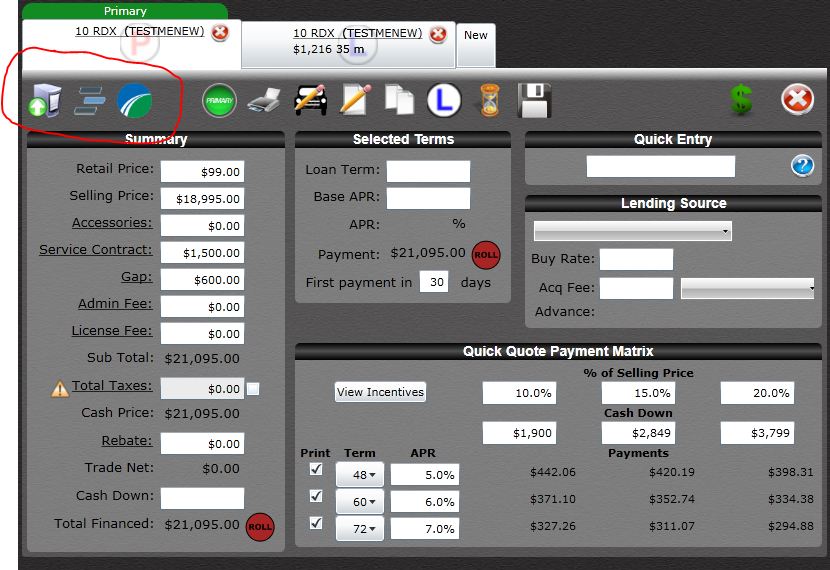 Primary
10 RDX (TESTMENEW)
10 RDX (TESTMENEW)
$1,216 35 m
New
P
L
PRIMARY
L
Summary
Retail Price: $99.00
Selling Price: $18,995.00
Accessories: $0.00
Service Contract: $1,500.00
Gap: $600.00
Admin Fee: $0.00
License Fee: $0.00
Sub Total: $21,095.00
Total Taxes: $0.00
Cash Price: $21,095.00
Rebate: $0.00
Trade Net: $0.00
Cash Down:
Total Financed: $21,095.00 ROLL
Selected Terms
Loan Term:
Base APR:
APR: %
Payment: $21,095.00 ROLL
First payment in 30 days
Quick Entry
?
Lending Source
Buy Rate:
Acq Fee:
Advance:
Quick Quote Payment Matrix
% of Selling Price
View Incentives 10.0% 15.0% 20.0%
Cash Down
$1,900 $2,849 $3,799
Print Term APR Payments
48 5.0% $442.06 $420.19 $398.31
60 6.0% $371.10 $352.74 $334.38
72 7.0% $327.26 $311.07 $294.88